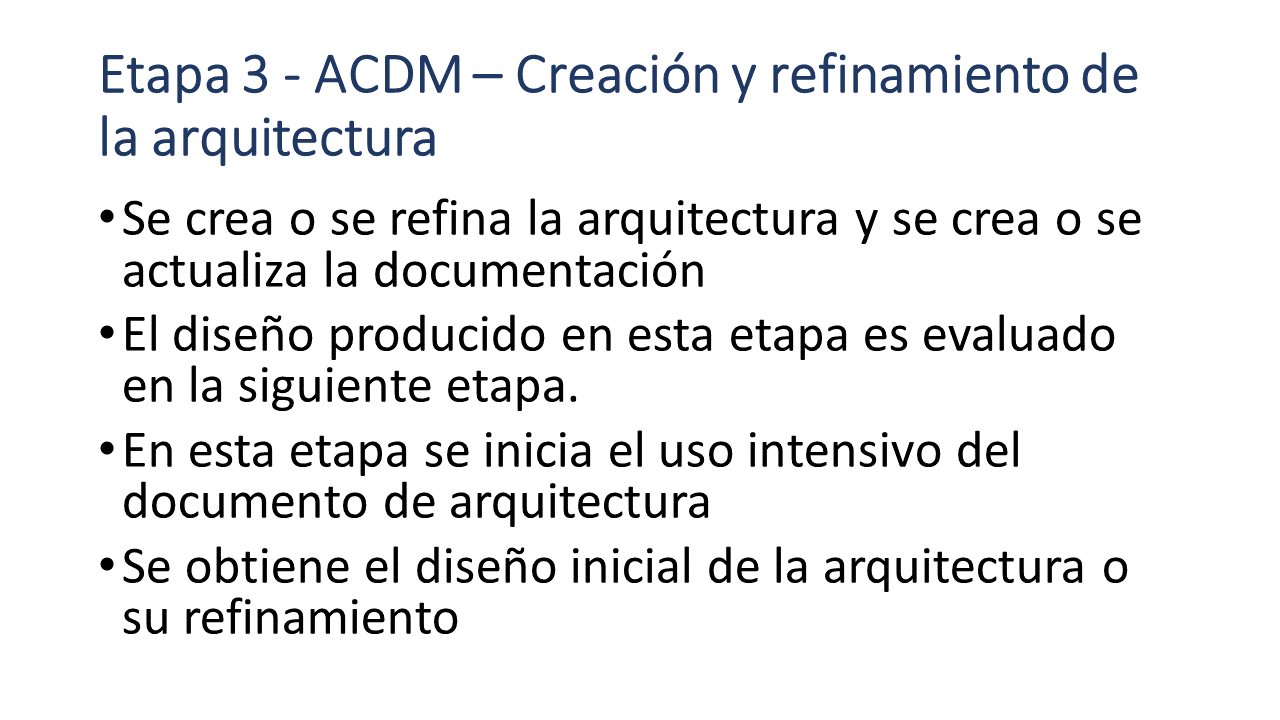 Etapa 3 - ACDM – Creación y refinamiento de
la arquitectura
•Se crea o se refina la arquitectura y se crea o se
actualiza la documentación
•El diseño producido en esta etapa es evaluado
en la siguiente etapa.
•En esta etapa se inicia el uso intensivo del
documento de arquitectura
•Se obtiene el diseño inicial de la arquitectura o
su refinamiento